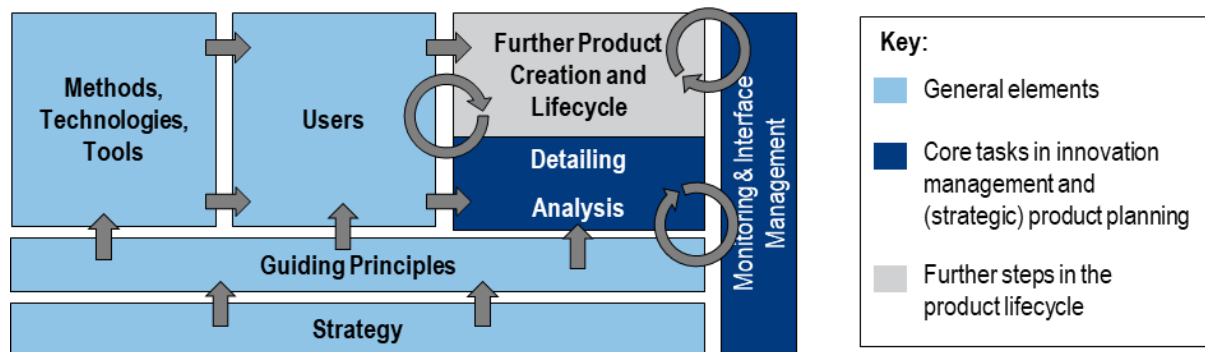 Methods,
Technologies,
Tools
Users
Further Product
Creation and
Lifecycle
Detailing
Analysis
Monitoring & Interface
Management
Guiding Principles
Strategy
Key:
General elements
Core tasks in innovation
management and
(strategic) product planning
Further steps in the
product lifecycle